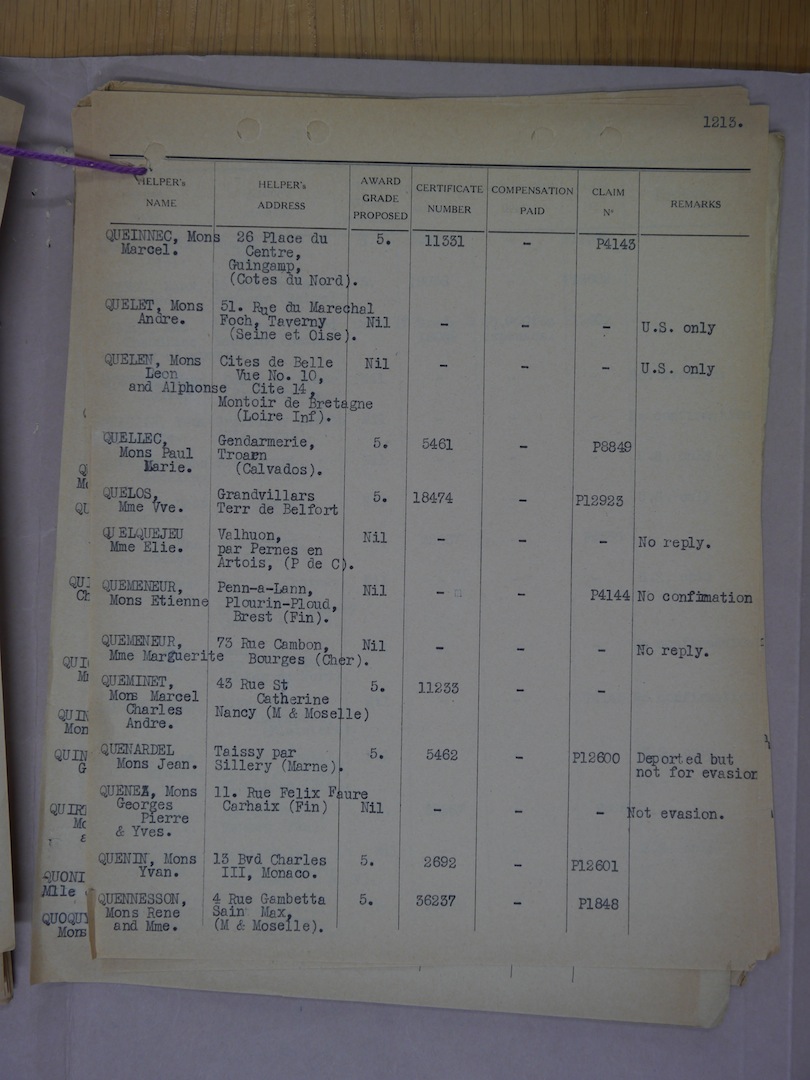 1213.
HELPER's NAME HELPER's ADDRESS AWARD GRADE PROPOSED CERTIFICATE NUMBER COMPENSATION PAID CLAIM Nº REMARKS
QUEINNEC, Mons 26 Place du 5. 11331 - P4143
Marcel. Centre,
Guingamp,
(Cotes du Nord).
QUELET, Mons 51. Rue du Marechal
Andre. Foch, Taverny Nil - - - U.S. only
(Seine et Oise).
QUELEN, Mons Cites de Belle Nil - - - U.S. only
Leon Vue No. 10,
and Alphonse Cite 14,
Montoir de Bretagne
(Loire Inf).
QUELLEC, Gendarmerie, 5. 5461 - P8849
Mons Paul Troarn
Marie. (Calvados).
QUELOS, Grandvillars 5. 18474 - P12923
Mme Vve. Terr de Belfort
QUELQUEJEU Valhuon, Nil - - - No reply.
Mme Elie. par Pernes en
Artois, (P de C).
QUEMENEUR, Penn-a-Lann, Nil - - P4144 No confimation
Mons Etienne Plourin-Ploud,
Brest (Fin).
QUEMENEUR, 73 Rue Cambon, Nil - - - No reply.
Mme Marguerite Bourges (Cher).
QUEMINET, 43 Rue St 5. 11233 - -
Mons Marcel Catherine
Charles Nancy (M & Moselle)
Andre.
QUENARDEL Taissy par 5. 5462 - P12600 Deported but
Mons Jean. Sillery (Marne). not for evasion
QUENEA, Mons 11. Rue Felix Faure
Georges Carhaix (Fin) Nil - - - Not evasion.
Pierre
& Yves.
QUENIN, Mons 13 Bvd Charles 5. 2692 - P12601
Yvan. III, Monaco.
QUENNESSON, 4 Rue Gambetta 5. 36237 - P1848
Mons Rene Sain Max,
and Mme. (M & Moselle).